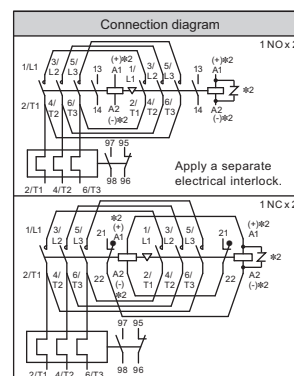 Connection diagram
1NO x 2
1/L1 3/ L2 5/ L3 13 (+)✻2 A1 1/ L1 3/ L2 5/ L3 13 (+)✻2 A1
✻2
2/T1 4/ T2 6/ T3 14 A2 (-)✻2 2/ T1 4/ T2 6/ T3 14 A2 (-)✻2
97 95
98 96
2/T1 4/T2 6/T3
Apply a separate
electrical interlock.
1NC x 2
1/L1 3/ L2 5/ L3 21 ✻2 (+) A1 1/ L1 3/ L2 5/ L3 21 (+)✻2 A1
✻2
2/T1 4/ T2 6/ T3 22 A2 (-) ✻2 2/ T1 4/ T2 6/ T3 22 A2 (-)✻2
97 95
98 96
2/T1 4/T2 6/T3